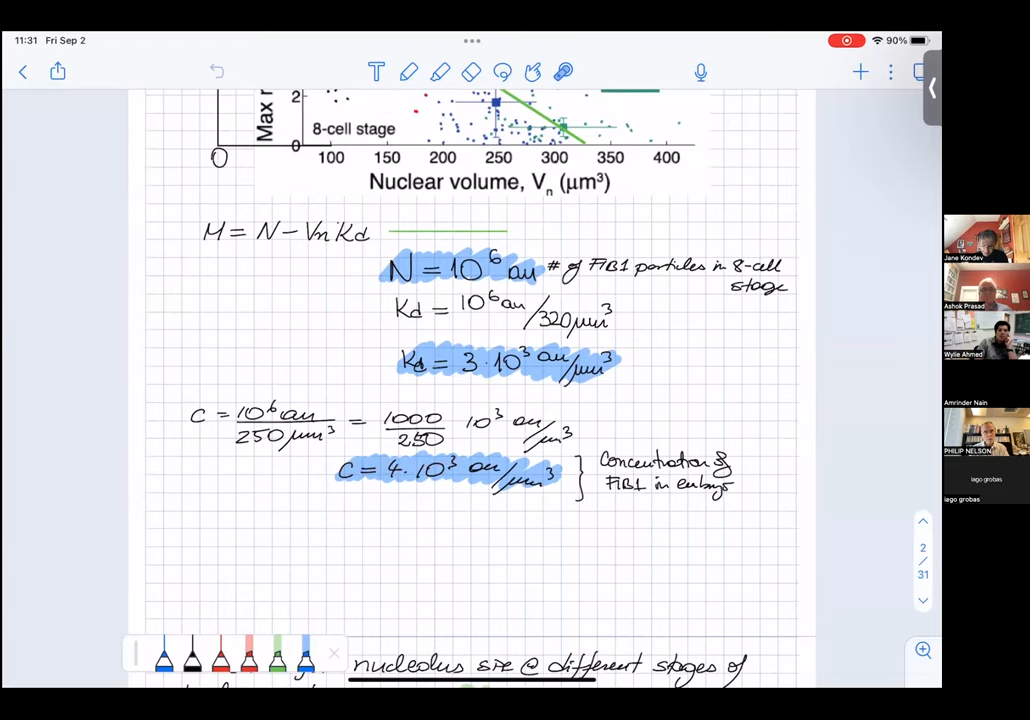 11:31 Fri Sep 2
90%
2
Max r
8-cell stage
0
0
100 150 200 250 300 350 400
Nuclear volume, Vn (μm³)
M = N - Vn Kd
N = 10⁶ au # of FIB1 particles in 8-cell
stage
Kd = 10⁶ au/320μm³
Kd = 3·10³ au/μm³
C = 10⁶ au / 250 μm³ = 1000/250 10³ au/μm³
C = 4·10³ au/μm³ } Concentration of
FIB1 in embryo
nucleolus size @ different stages of
2
/
31
Jane Kondev
Ashok Prasad
Wylie Ahmed
Amrinder Nain
PHILIP NELSON
iago grobas
iago grobas